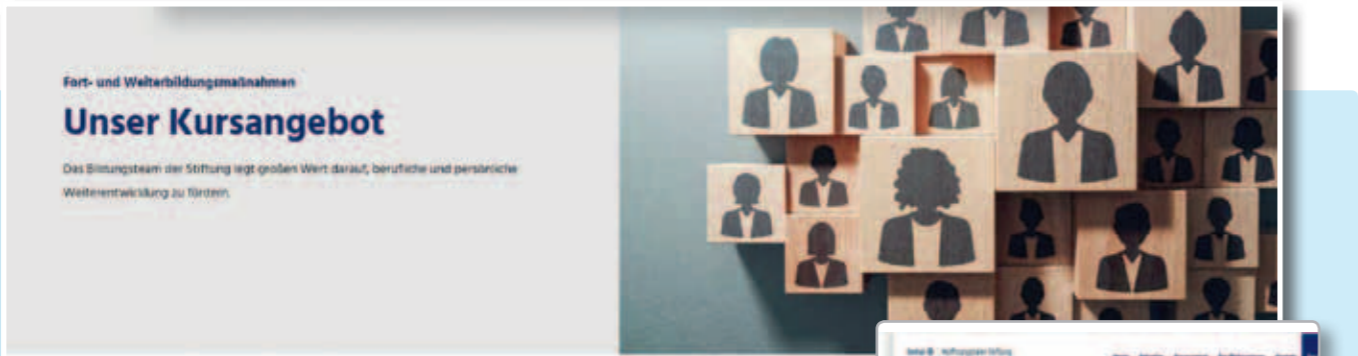 Fort- und Weiterbildungsmaßnahmen
Unser Kursangebot
Das Bildungsteam der Stiftung legt großen Wert darauf, berufliche und persönliche
Weiterentwicklung zu fördern.